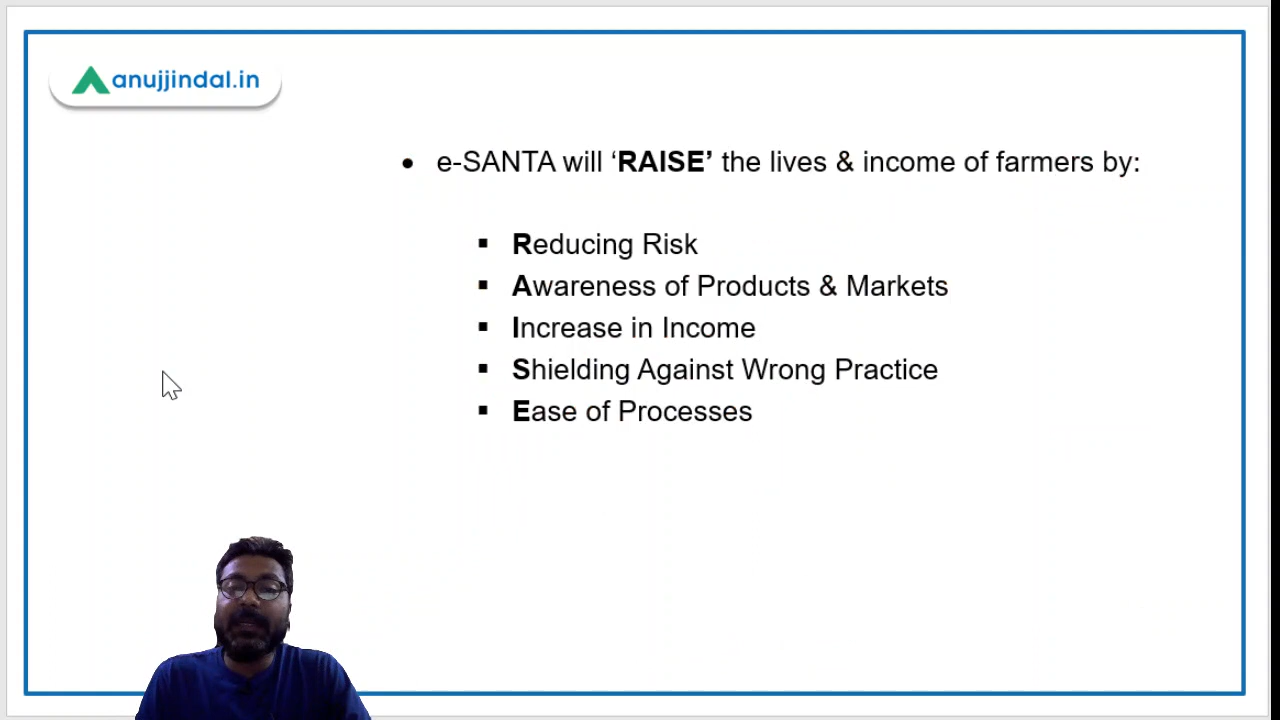 anujjindal.in
• e-SANTA will ‘RAISE’ the lives & income of farmers by:
▪ Reducing Risk
▪ Awareness of Products & Markets
▪ Increase in Income
▪ Shielding Against Wrong Practice
▪ Ease of Processes